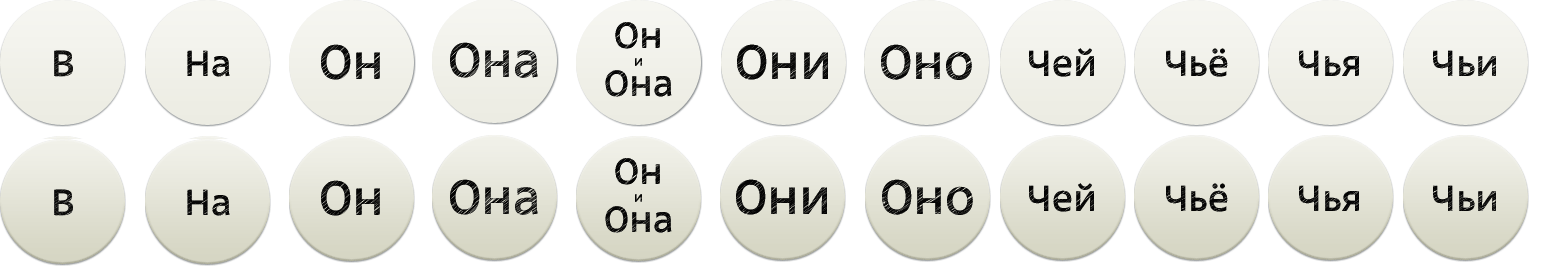 В На Он Она Он и Она Они Оно Чей Чьё Чья Чьи
В На Он Она Он и Она Они Оно Чей Чьё Чья Чьи